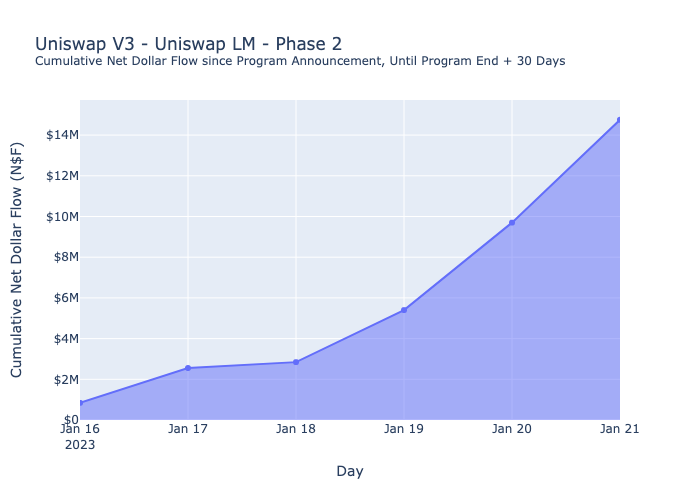 Uniswap V3 - Uniswap LM - Phase 2
Cumulative Net Dollar Flow since Program Announcement, Until Program End + 30 Days
Cumulative Net Dollar Flow (N$F)
$14M
$12M
$10M
$8M
$6M
$4M
$2M
$0
Jan 16 Jan 17 Jan 18 Jan 19 Jan 20 Jan 21
2023
Day